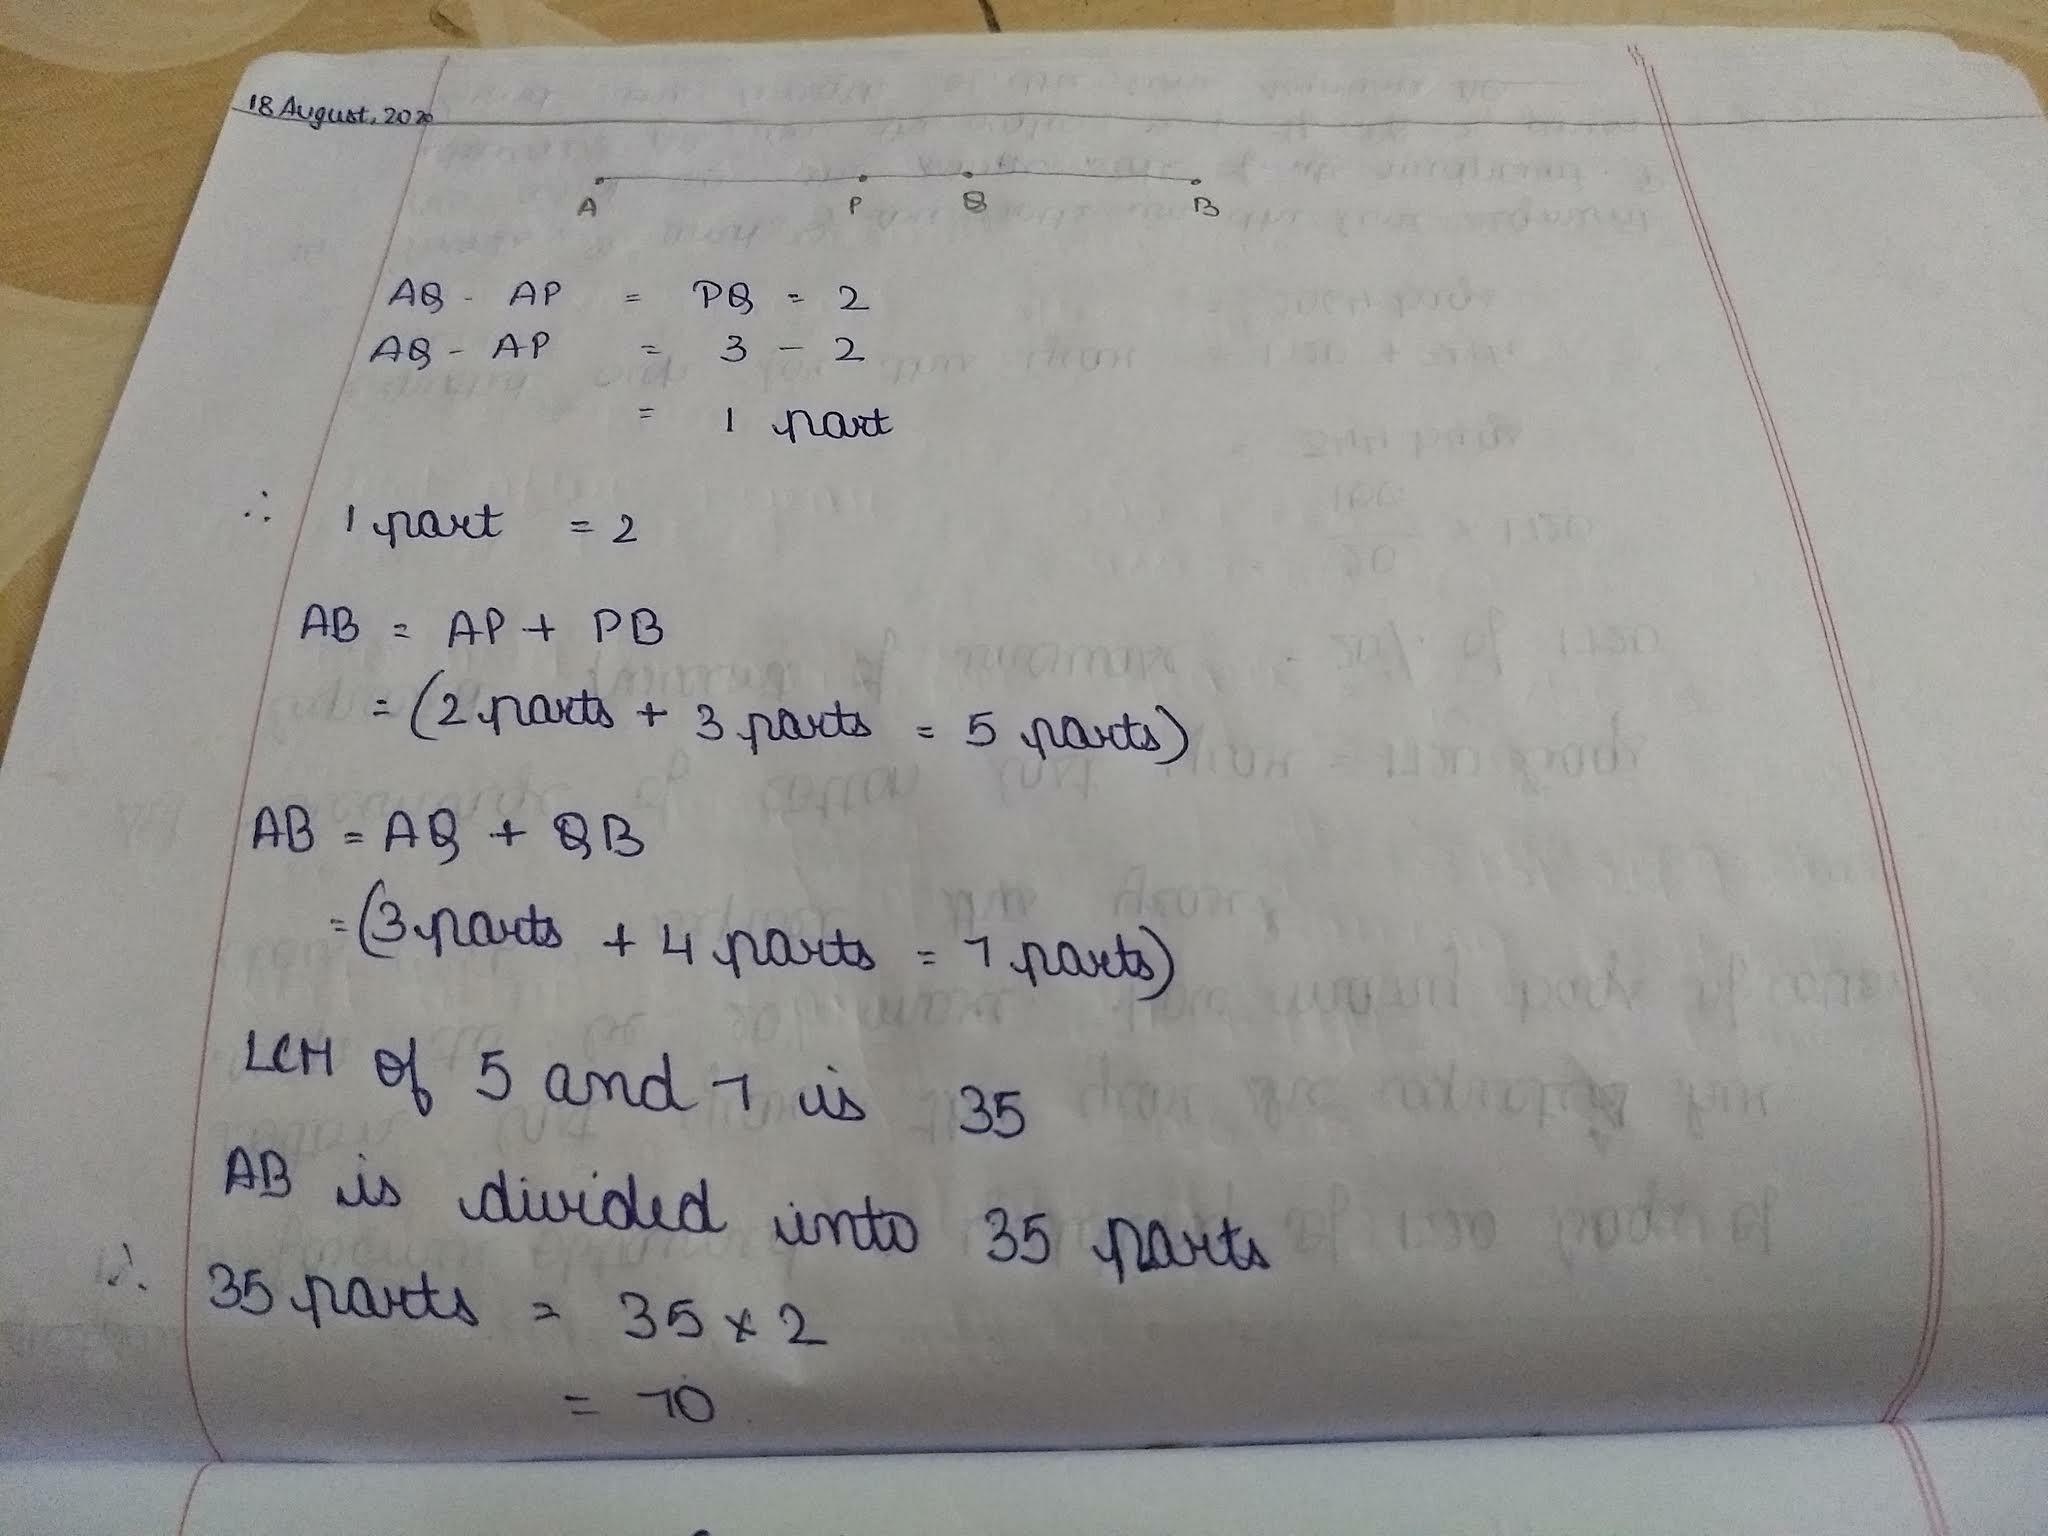 18 August, 2020
A P Q B
AQ - AP = PQ = 2
AQ - AP = 3 - 2
= 1 part
∴ 1 part = 2
AB = AP + PB
= (2 parts + 3 parts = 5 parts)
AB = AQ + QB
= (3 parts + 4 parts = 7 parts)
LCM of 5 and 7 is 35
AB is divided into 35 parts
∴ 35 parts = 35 x 2
= 70